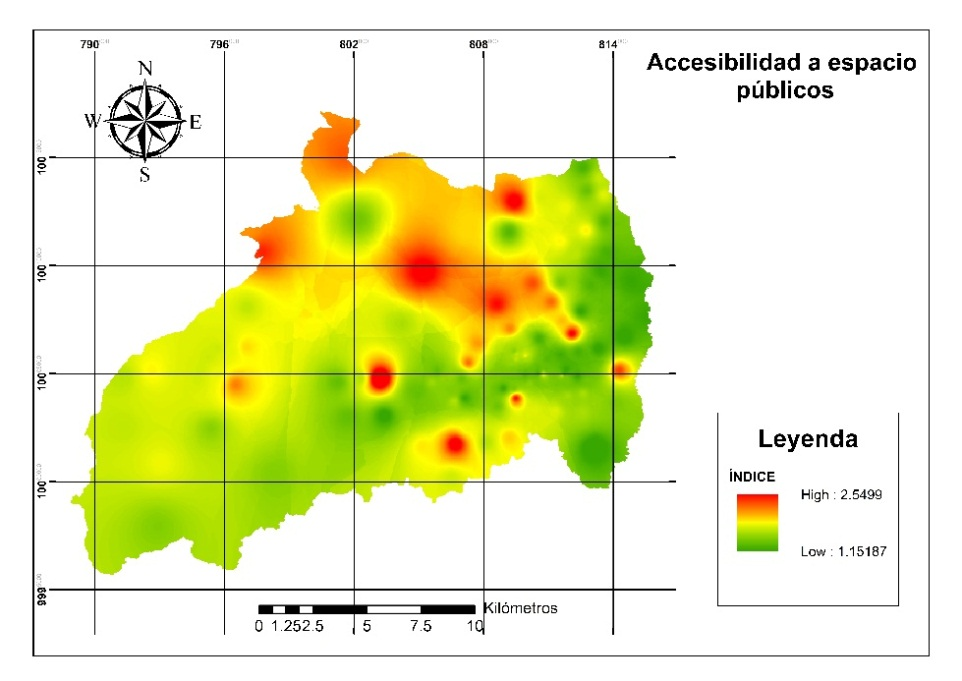 790 796 802 808 814
Accesibilidad a espacio
públicos
N
W E
S
100
100
100
100
999
Leyenda
ÍNDICE
High : 2.5499
Low : 1.15187
Kilómetros
0 1.252.5 5 7.5 10